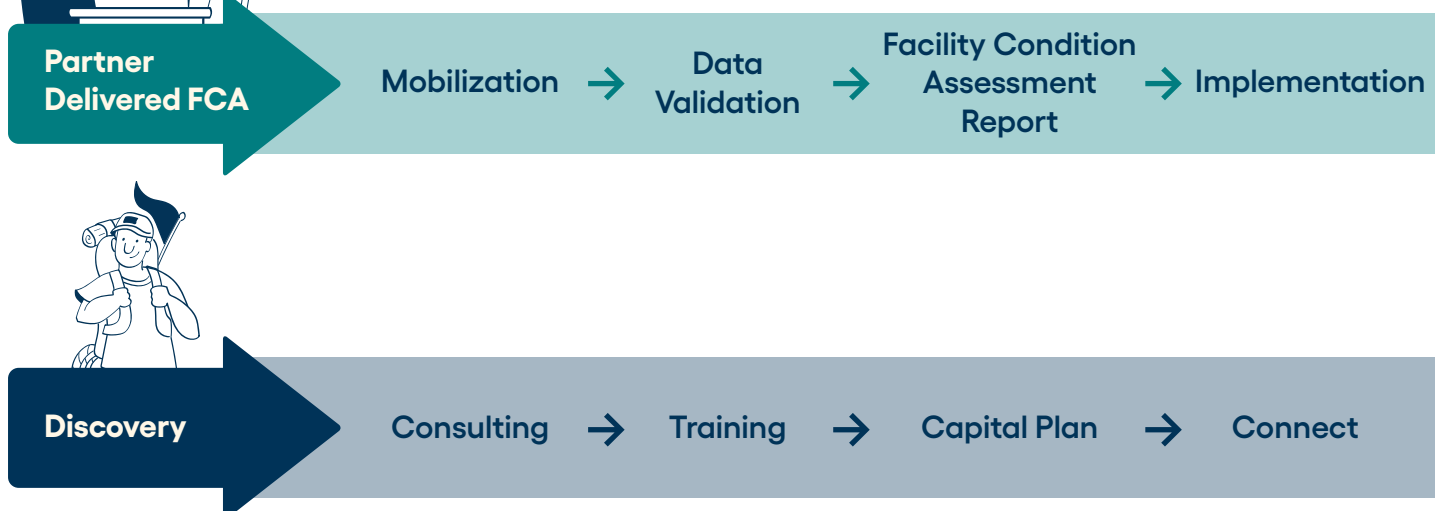 Partner
Delivered FCA
Mobilization
Data
Validation
Facility Condition
Assessment
Report
Implementation
Discovery
Consulting
Training
Capital Plan
Connect